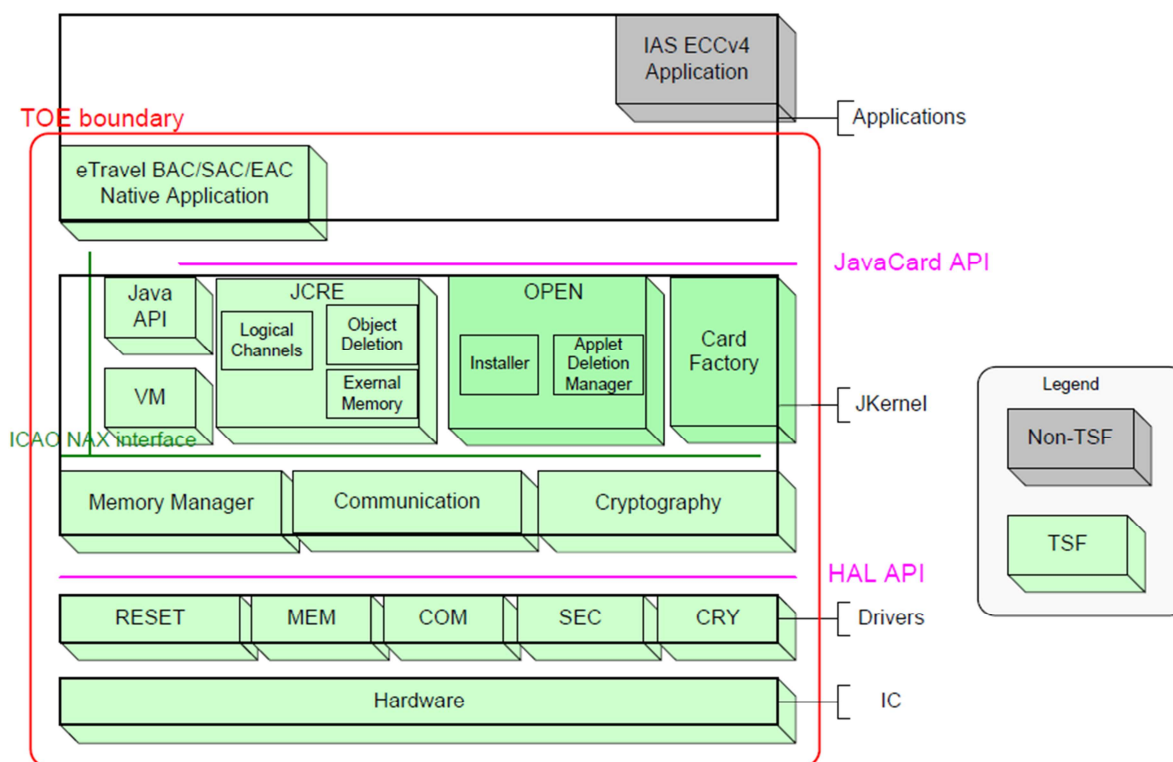 IAS ECCv4
Application
Applications
TOE boundary
eTravel BAC/SAC/EAC
Native Application
JavaCard API
Java
API
JCRE
Logical
Channels
Object
Deletion
Exernal
Memory
OPEN
Installer
Applet
Deletion
Manager
Card
Factory
VM
JKernel
ICAO NAX interface
Memory Manager
Communication
Cryptography
HAL API
RESET
MEM
COM
SEC
CRY
Drivers
Hardware
IC
Legend
Non-TSF
TSF